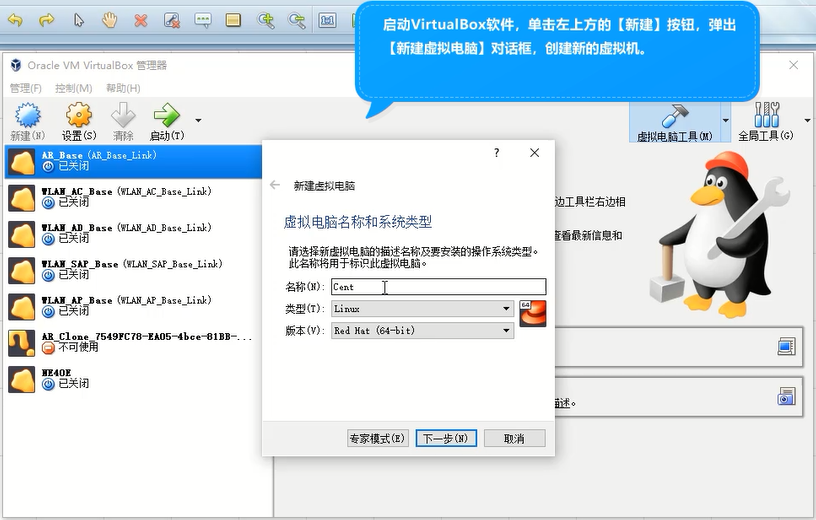 启动VirtualBox软件，单击左上方的【新建】按钮，弹出
【新建虚拟电脑】对话框，创建新的虚拟机。
Oracle VM VirtualBox 管理器
管理(F) 控制(M) 帮助(H)
新建(N) 设置(S) 清除 启动(T)
虚拟电脑工具(M) 全局工具(G)
AR_Base (AR_Base_Link)
已关闭
WLAN_AC_Base (WLAN_AC_Base_Link)
已关闭
WLAN_AD_Base (WLAN_AD_Base_Link)
已关闭
WLAN_SAP_Base (WLAN_SAP_Base_Link)
已关闭
WLAN_AP_Base (WLAN_AP_Base_Link)
已关闭
AR_Clone_7549FC78-EA05-4bce-81BB-...
不可使用
NE40E
已关闭
?
新建虚拟电脑
虚拟电脑名称和系统类型
请选择新虚拟电脑的描述名称及要安装的操作系统类型。
此名称将用于标识此虚拟电脑。
名称(N): Cent
类型(T): Linux
64
版本(V): Red Hat (64-bit)
专家模式(E) 下一步(N) 取消
边工具栏右边相
查看最新信息和
描述。